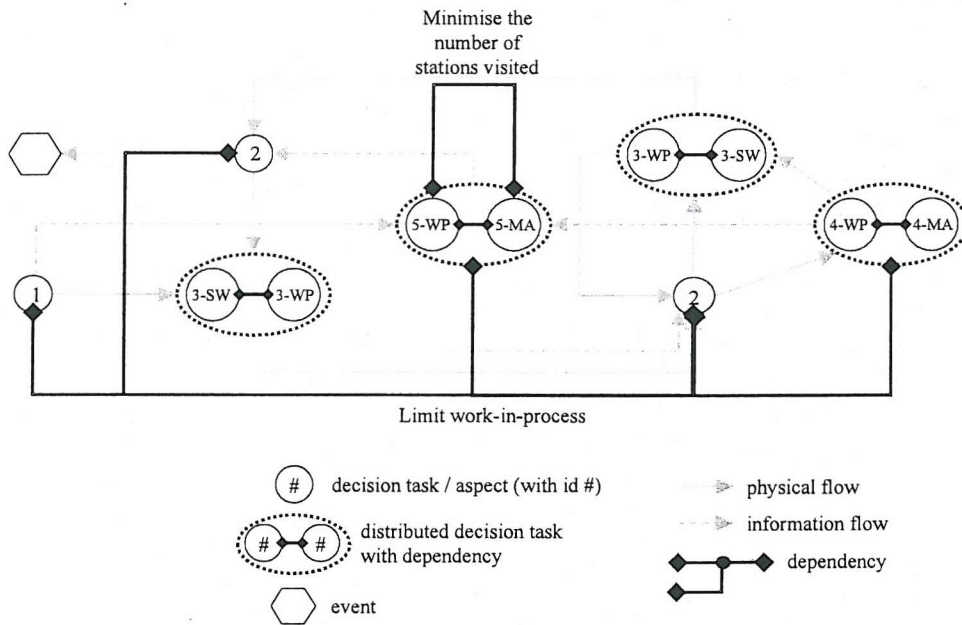 Minimise the
number of
stations visited
2
3-WP
3-SW
5-WP
5-MA
4-WP
4-MA
1
3-SW
3-WP
2
Limit work-in-process
#
decision task / aspect (with id #)
physical flow
#
#
distributed decision task
with dependency
information flow
dependency
event